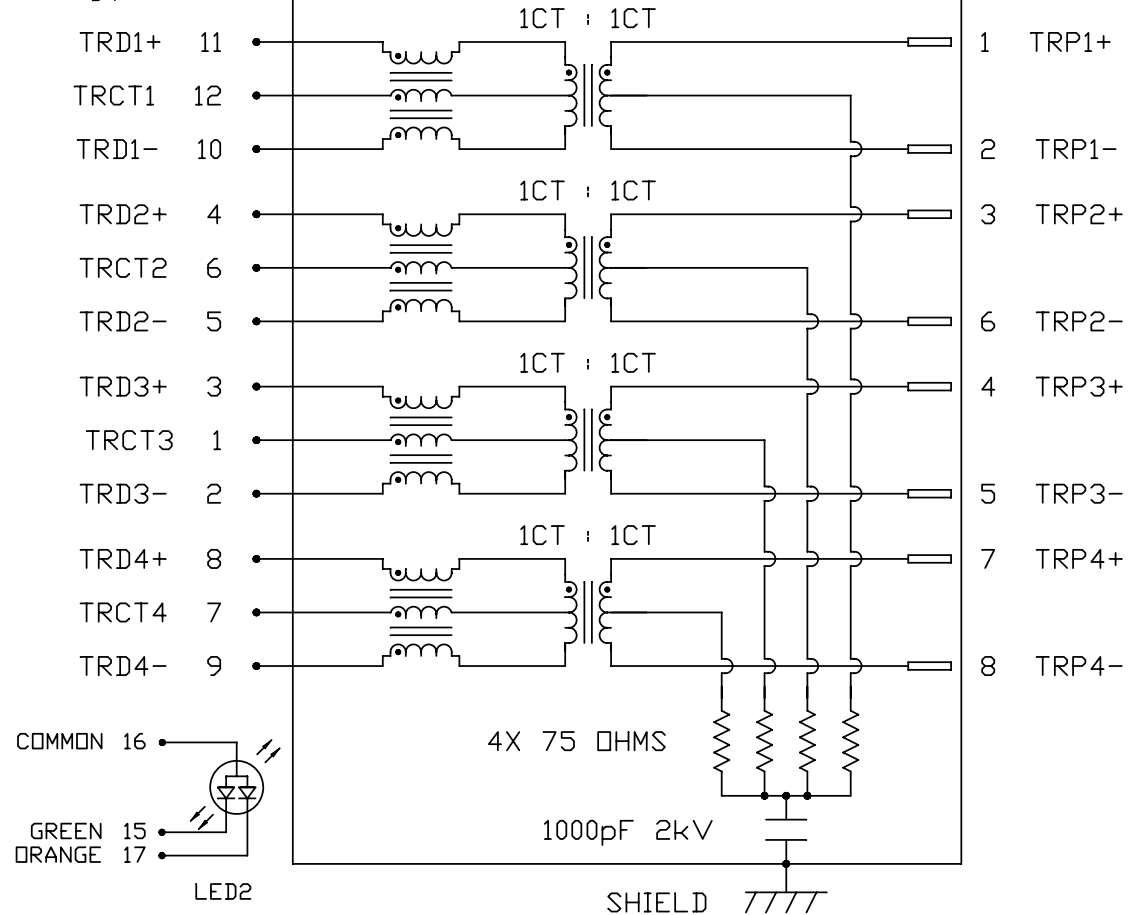 1CT : 1CT
TRD1+ 11 1 TRP1+
TRCT1 12
TRD1- 10 2 TRP1-
1CT : 1CT
TRD2+ 4 3 TRP2+
TRCT2 6
TRD2- 5 6 TRP2-
1CT : 1CT
TRD3+ 3 4 TRP3+
TRCT3 1
TRD3- 2 5 TRP3-
1CT : 1CT
TRD4+ 8 7 TRP4+
TRCT4 7
TRD4- 9 8 TRP4-
4X 75 OHMS
COMMON 16
1000pF 2kV
GREEN 15
ORANGE 17
LED2
SHIELD